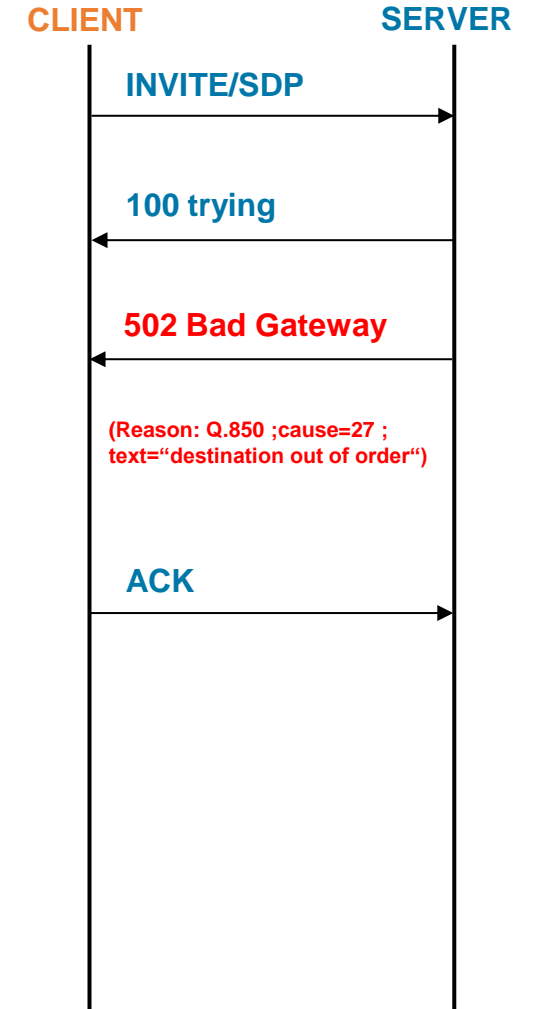 CLIENT SERVER
INVITE/SDP
100 trying
502 Bad Gateway
(Reason: Q.850 ;cause=27 ;
text=“destination out of order“)
ACK